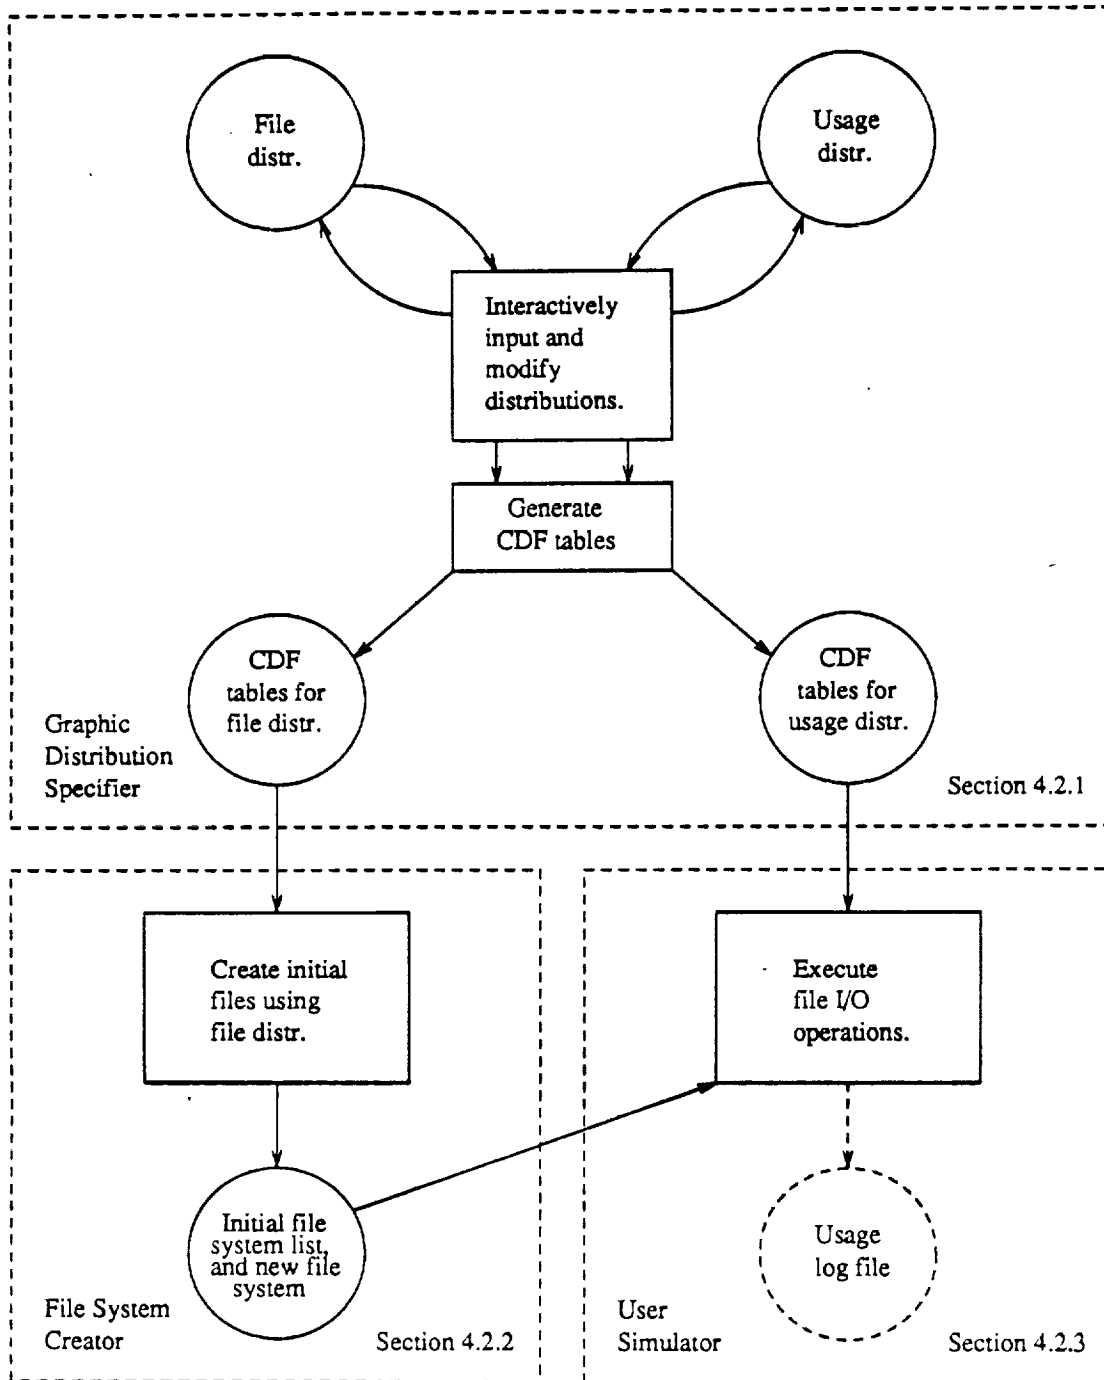 File
distr.
Usage
distr.
Interactively
input and
modify
distributions.
Generate
CDF tables
CDF
tables for
file distr.
CDF
tables for
usage distr.
Graphic
Distribution
Specifier
Section 4.2.1
Create initial
files using
file distr.
Execute
file I/O
operations.
Initial file
system list,
and new file
system
Usage
log file
File System
Creator
Section 4.2.2
User
Simulator
Section 4.2.3